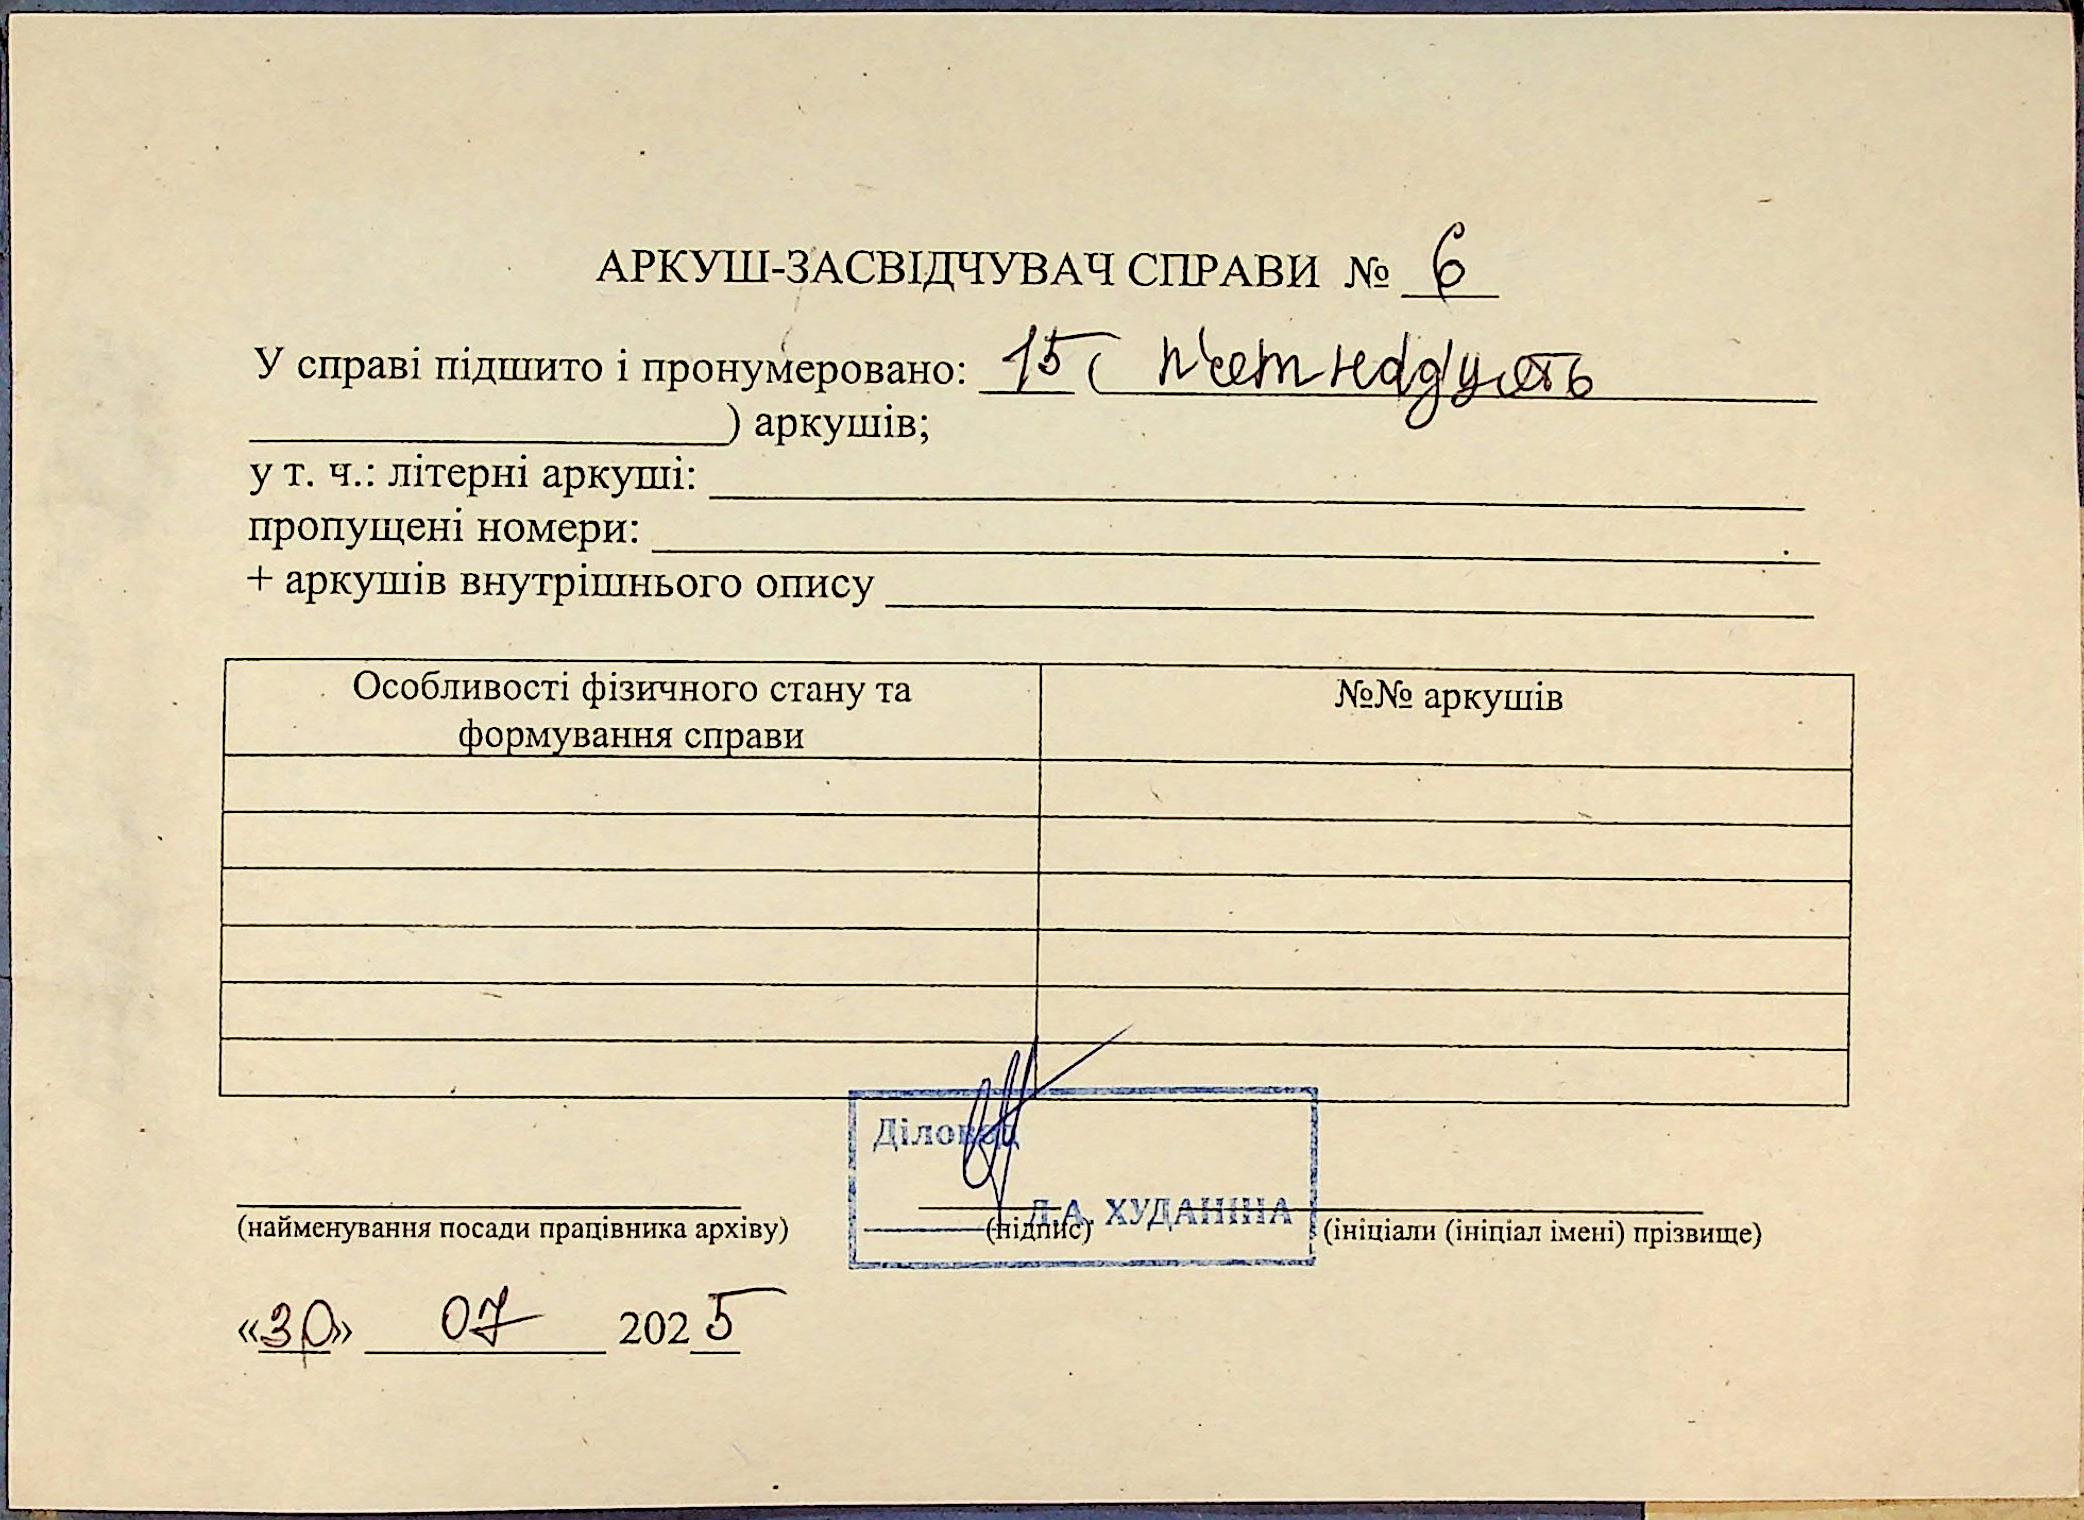 АРКУШ-ЗАСВІДЧУВАЧ СПРАВИ № 6
У справі підшито і пронумеровано: 15 ( п'ятнадцять
) аркушів;
у т. ч.: літерні аркуші:
пропущені номери:
+ аркушів внутрішнього опису
Особливості фізичного стану та
формування справи
№№ аркушів
Діловод
Л.А. ХУДАНІНА
(найменування посади працівника архіву) (підпис) (ініціали (ініціал імені) прізвище)
«30» 07 2025